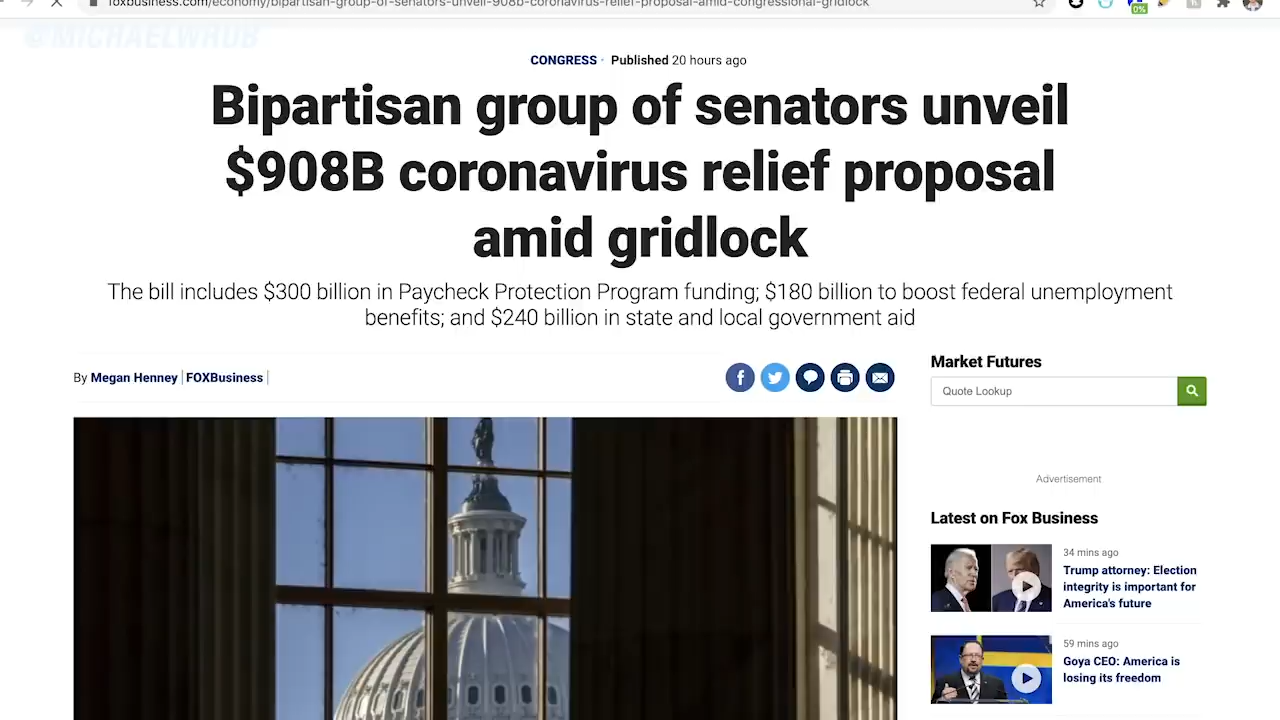 foxbusiness.com/economy/bipartisan-group-of-senators-unveil-908b-coronavirus-relief-proposal-amid-congressional-gridlock
0%
@MICHAELWRUB
CONGRESS · Published 20 hours ago
Bipartisan group of senators unveil
$908B coronavirus relief proposal
amid gridlock
The bill includes $300 billion in Paycheck Protection Program funding; $180 billion to boost federal unemployment
benefits; and $240 billion in state and local government aid
By Megan Henney | FOXBusiness |
Market Futures
Quote Lookup
Advertisement
Latest on Fox Business
34 mins ago
Trump attorney: Election
integrity is important for
America's future
59 mins ago
Goya CEO: America is
losing its freedom